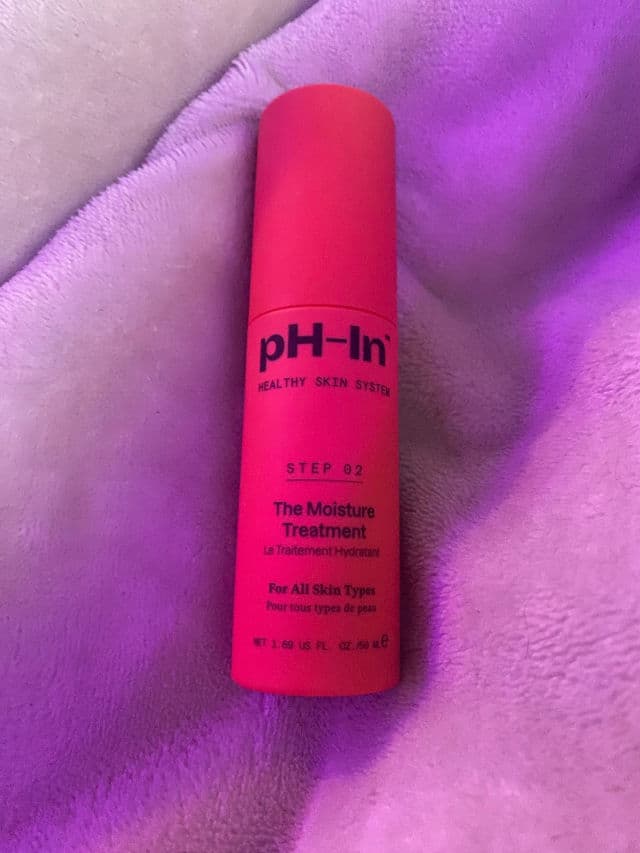 pH-In™
HEALTHY SKIN SYSTEM
STEP 02
The Moisture
Treatment
Le Traitement Hydratant
For All Skin Types
Pour tous types de peau
NET 1.69 US FL. OZ./50 ML ℮